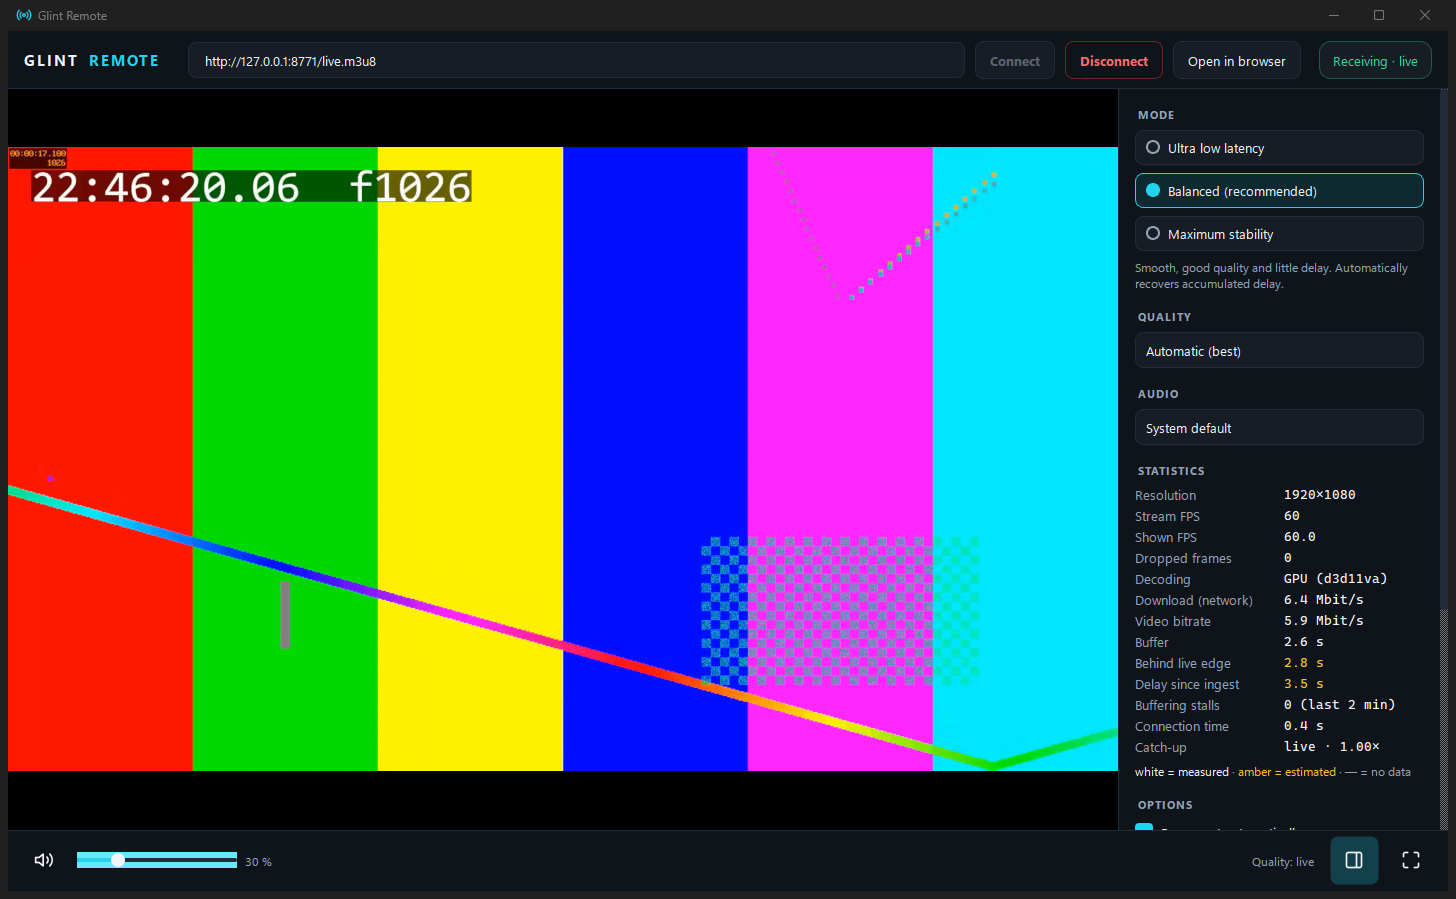 Glint Remote
GLINT REMOTE
http://127.0.0.1:8771/live.m3u8
Connect
Disconnect
Open in browser
Receiving · live
00:00:17.100
1026
22:46:20.06 f1026
MODE
Ultra low latency
Balanced (recommended)
Maximum stability
Smooth, good quality and little delay. Automatically
recovers accumulated delay.
QUALITY
Automatic (best)
AUDIO
System default
STATISTICS
Resolution 1920×1080
Stream FPS 60
Shown FPS 60.0
Dropped frames 0
Decoding GPU (d3d11va)
Download (network) 6.4 Mbit/s
Video bitrate 5.9 Mbit/s
Buffer 2.6 s
Behind live edge 2.8 s
Delay since ingest 3.5 s
Buffering stalls 0 (last 2 min)
Connection time 0.4 s
Catch-up live · 1.00×
white = measured · amber = estimated · — = no data
OPTIONS
30 %
Quality: live